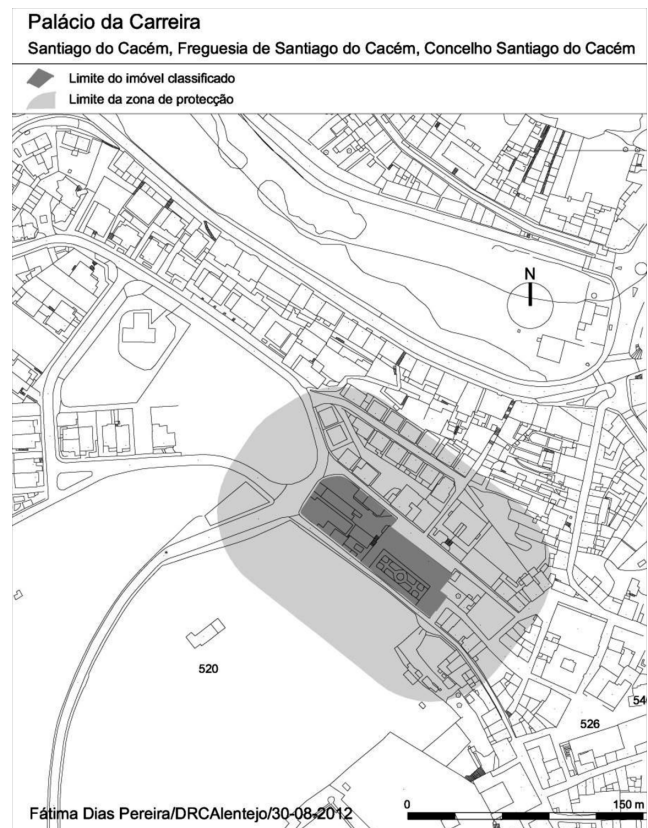 Palácio da Carreira
Santiago do Cacém, Freguesia de Santiago do Cacém, Concelho Santiago do Cacém
Limite do imóvel classificado
Limite da zona de protecção
N
520
54
526
0 150 m
Fátima Dias Pereira/DRCAlentejo/30-08-2012